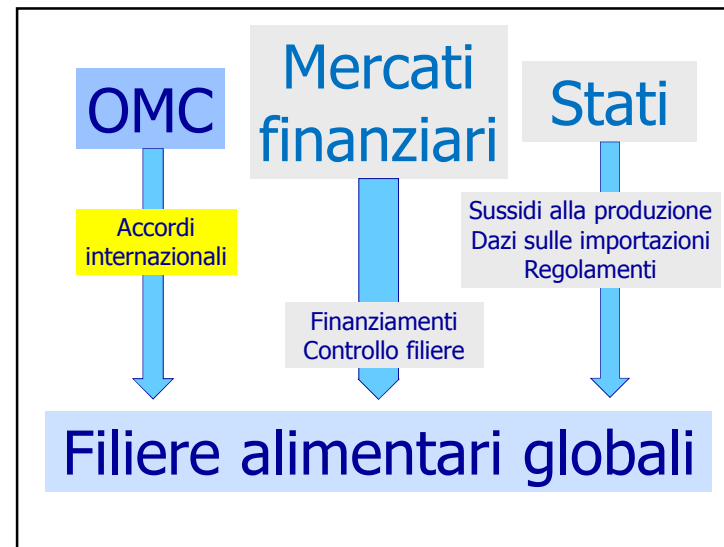 OMC
Mercati
finanziari
Stati
Accordi
internazionali
Sussidi alla produzione
Dazi sulle importazioni
Regolamenti
Finanziamenti
Controllo filiere
Filiere alimentari globali